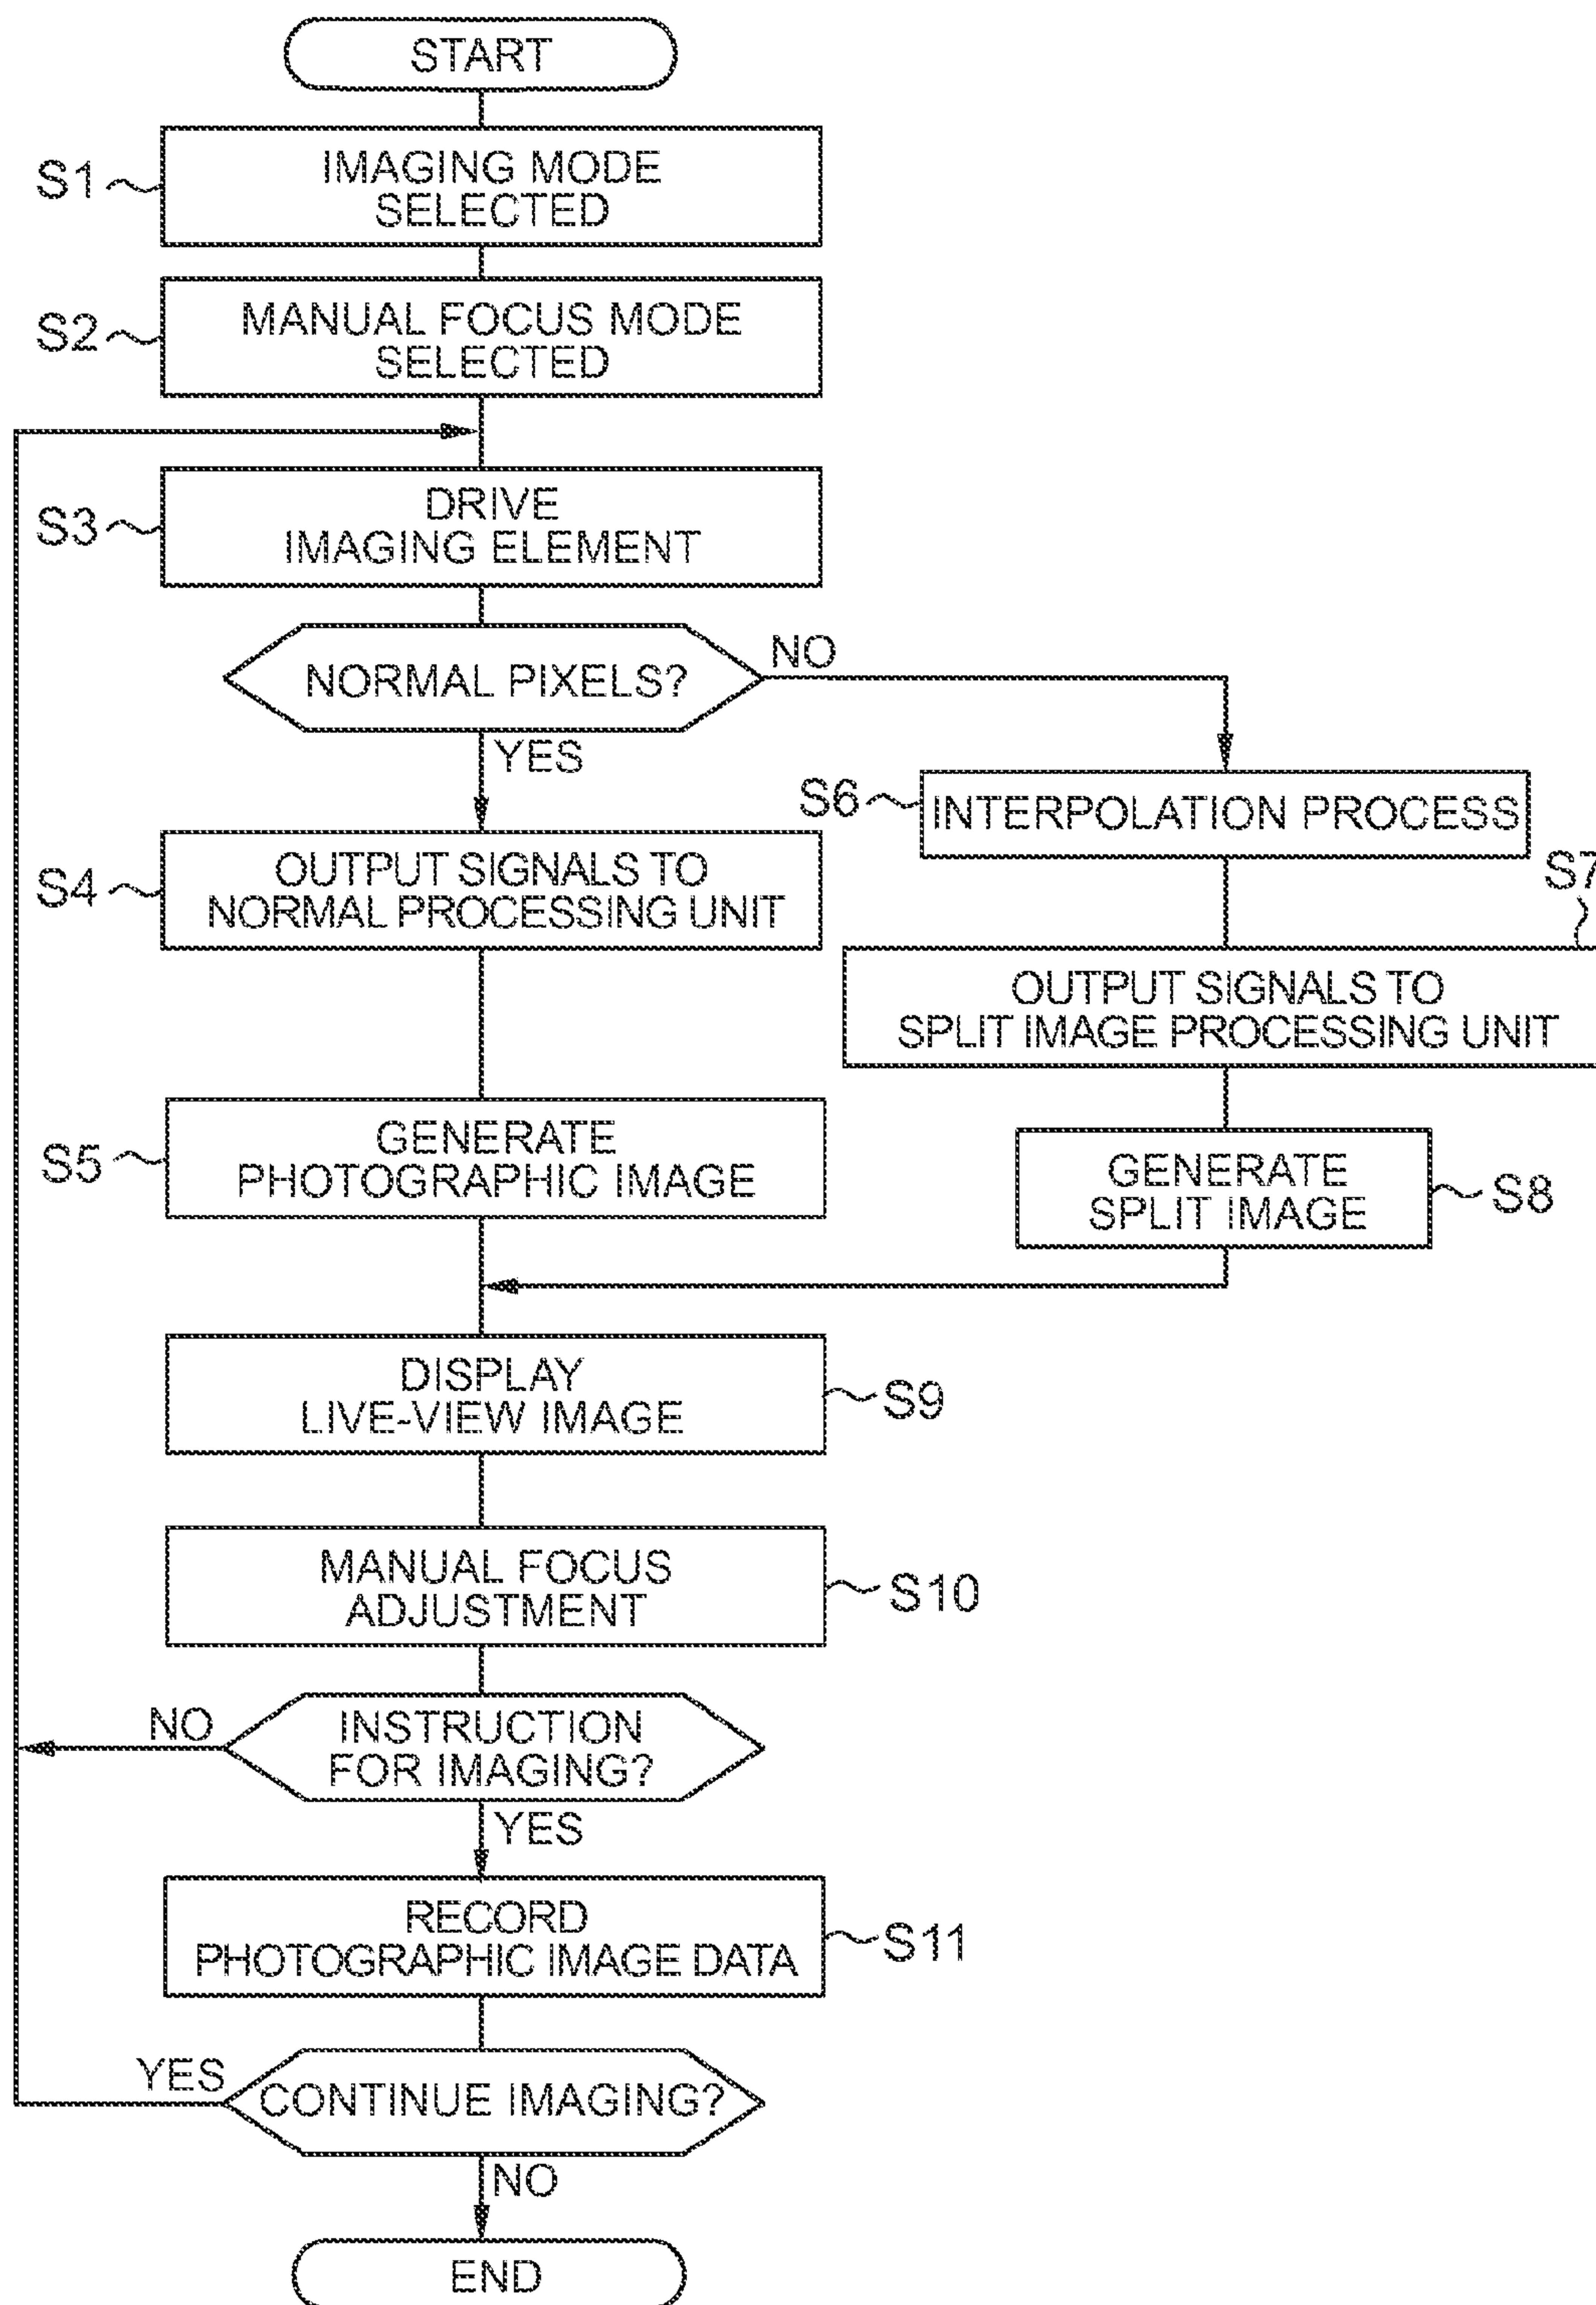 START
S1
IMAGING MODE
SELECTED
S2
MANUAL FOCUS MODE
SELECTED
S3
DRIVE
IMAGING ELEMENT
NORMAL PIXELS?
NO
YES
S4
OUTPUT SIGNALS TO
NORMAL PROCESSING UNIT
S6
INTERPOLATION PROCESS
S7
OUTPUT SIGNALS TO
SPLIT IMAGE PROCESSING UNIT
S5
GENERATE
PHOTOGRAPHIC IMAGE
GENERATE
SPLIT IMAGE
S8
DISPLAY
LIVE-VIEW IMAGE
S9
MANUAL FOCUS
ADJUSTMENT
S10
NO
INSTRUCTION
FOR IMAGING?
YES
RECORD
PHOTOGRAPHIC IMAGE DATA
S11
YES
CONTINUE IMAGING?
NO
END